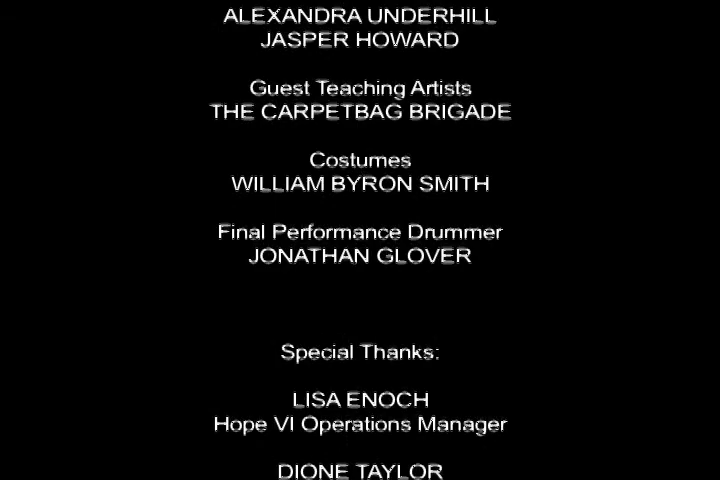 ALEXANDRA UNDERHILL
JASPER HOWARD
Guest Teaching Artists
THE CARPETBAG BRIGADE
Costumes
WILLIAM BYRON SMITH
Final Performance Drummer
JONATHAN GLOVER
Special Thanks:
LISA ENOCH
Hope VI Operations Manager
DIONE TAYLOR